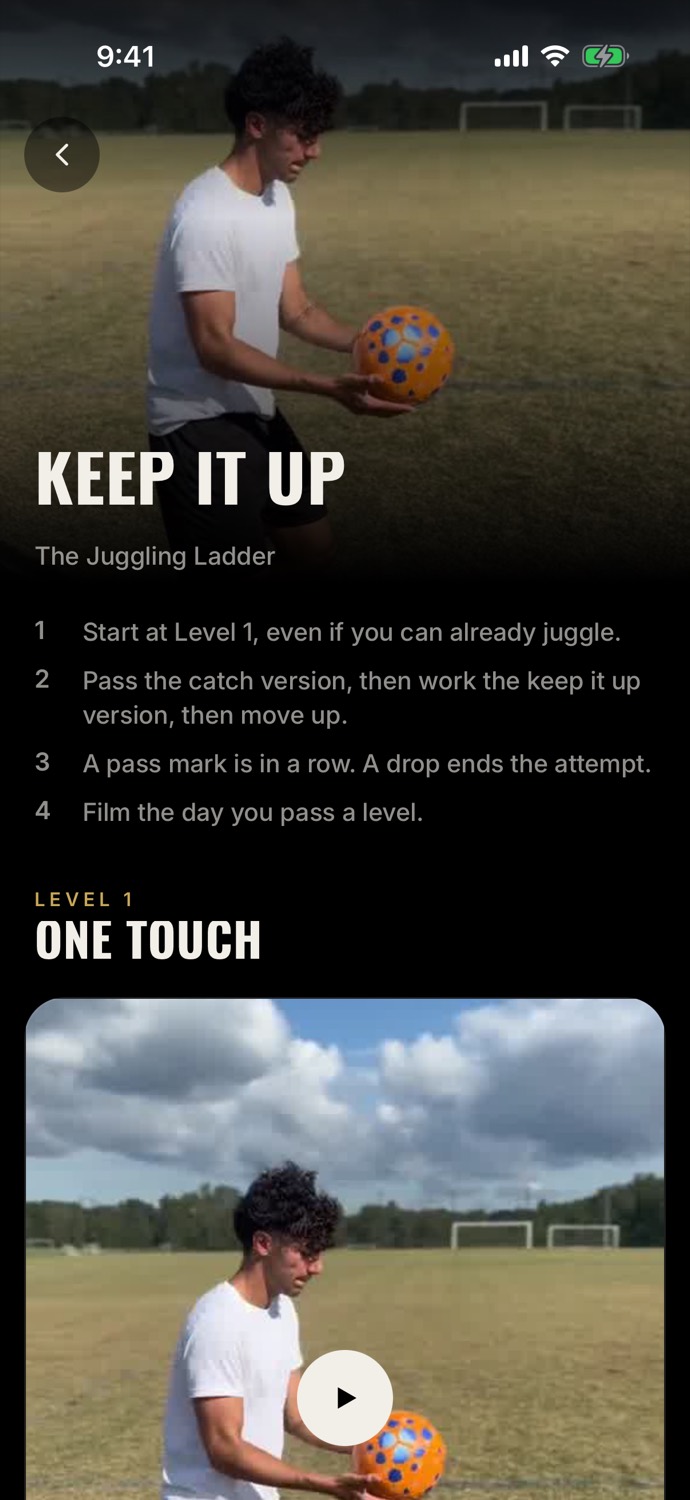 9:41
KEEP IT UP
The Juggling Ladder
1 Start at Level 1, even if you can already juggle.
2 Pass the catch version, then work the keep it up
version, then move up.
3 A pass mark is in a row. A drop ends the attempt.
4 Film the day you pass a level.
LEVEL 1
ONE TOUCH